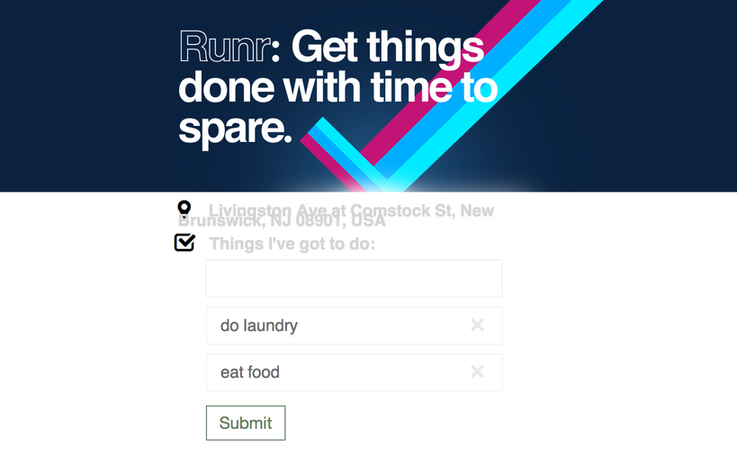 Runr: Get things
done with time to
spare.
Livingston Ave at Comstock St, New
Brunswick, NJ 08901, USA
Things I've got to do:
do laundry
eat food
Submit